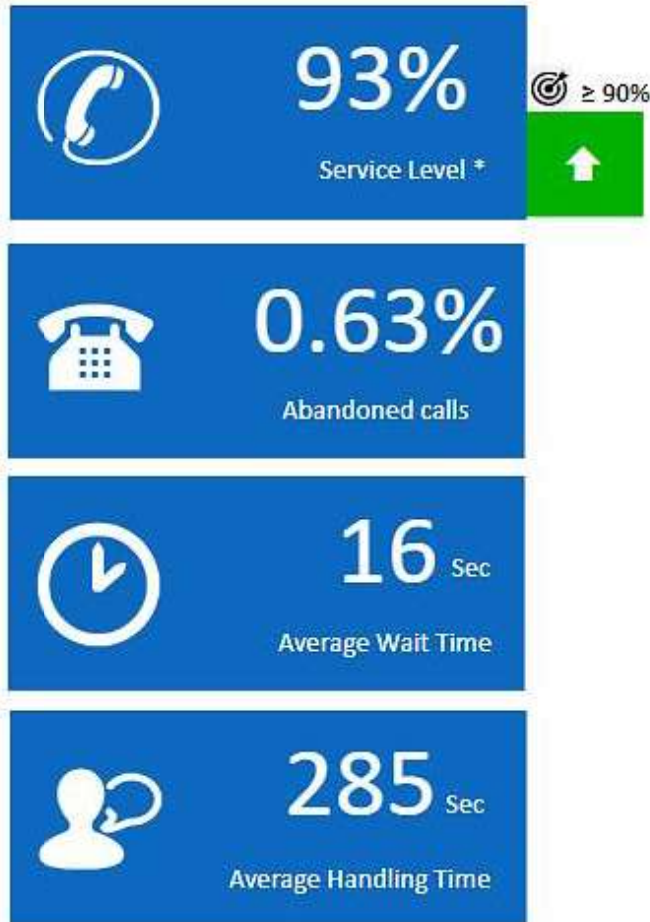 93%
≥ 90%
Service Level *
0.63%
Abandoned calls
16 Sec
Average Wait Time
285 Sec
Average Handling Time